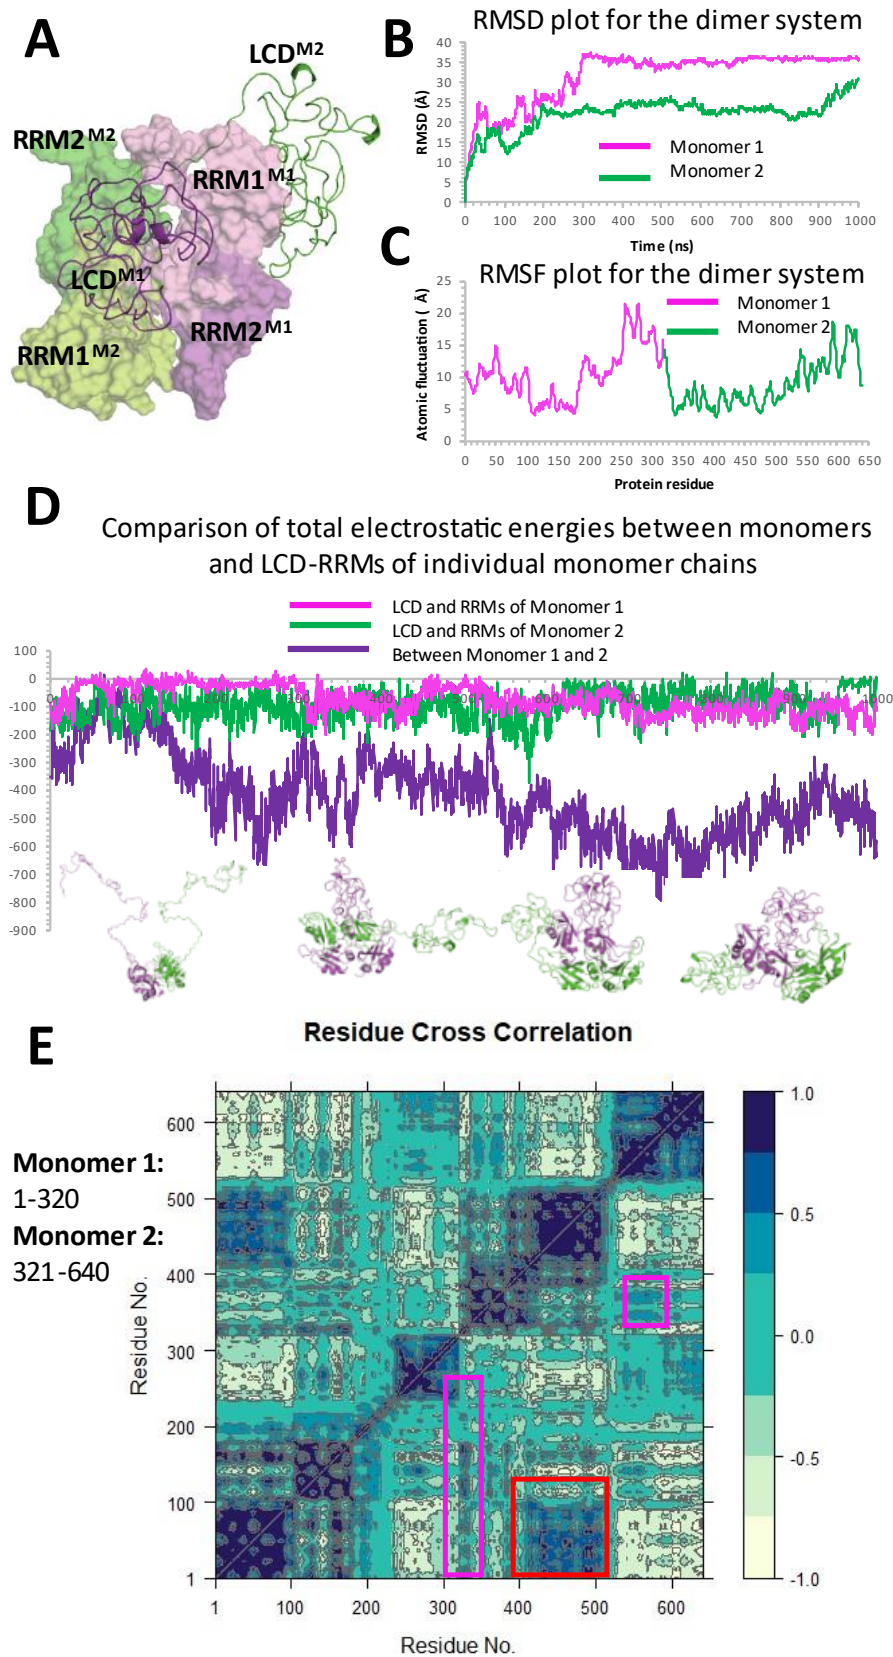 A
LCD^M2
RRM2^M2
RRM1^M1
LCD^M1
RRM2^M1
RRM1^M2
B
RMSD plot for the dimer system
40
35
30
25
20
15
10
5
0
RMSD (Å)
Monomer 1
Monomer 2
0 100 200 300 400 500 600 700 800 900 1000
Time (ns)
C
RMSF plot for the dimer system
25
20
15
10
5
0
Atomic fluctuation ( Å)
Monomer 1
Monomer 2
0 50 100 150 200 250 300 350 400 450 500 550 600 650
Protein residue
D
Comparison of total electrostatic energies between monomers
and LCD-RRMs of individual monomer chains
LCD and RRMs of Monomer 1
LCD and RRMs of Monomer 2
Between Monomer 1 and 2
100
0
-100
-200
-300
-400
-500
-600
-700
-800
-900
E
Residue Cross Correlation
Monomer 1:
1-320
Monomer 2:
321-640
600
500
400
300
200
100
1
Residue No.
1 100 200 300 400 500 600
Residue No.
1.0
0.5
0.0
-0.5
-1.0